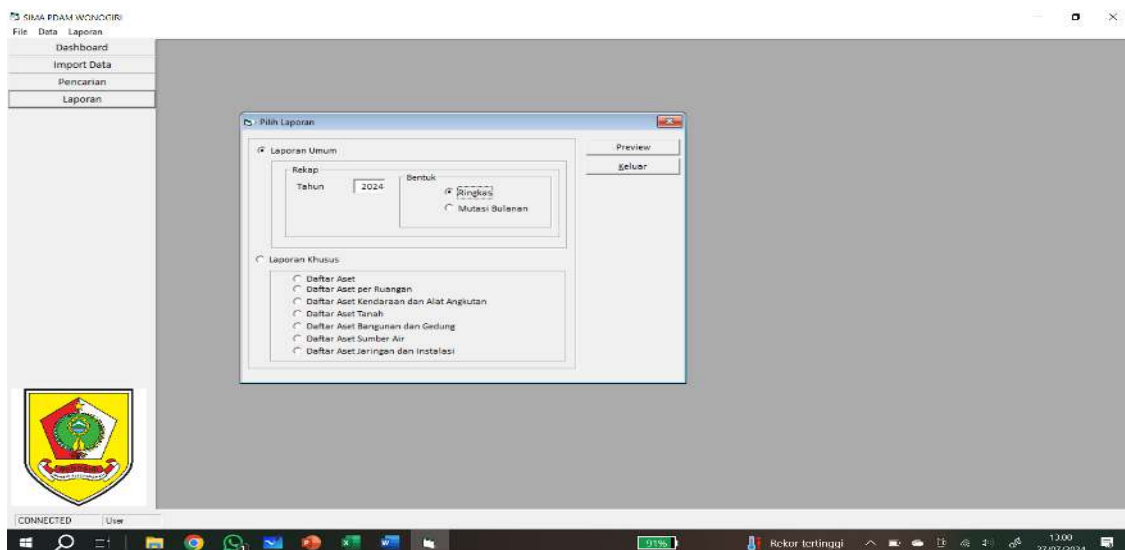 SIMA PDAM WONOGIRI
File Data Laporan
Dashboard
Import Data
Pencarian
Laporan
Pilih Laporan
Laporan Umum
Preview
Keluar
Rekap
Tahun 2024
Bentuk
Ringkas
Mutasi Bulanan
Laporan Khusus
Daftar Aset
Daftar Aset per Ruangan
Daftar Aset Kendaraan dan Alat Angkutan
Daftar Aset Tanah
Daftar Aset Bangunan dan Gedung
Daftar Aset Sumber Air
Daftar Aset Jaringan dan Instalasi
CONNECTED User
91%
Rekor tertinggi
13.00
27/07/2024